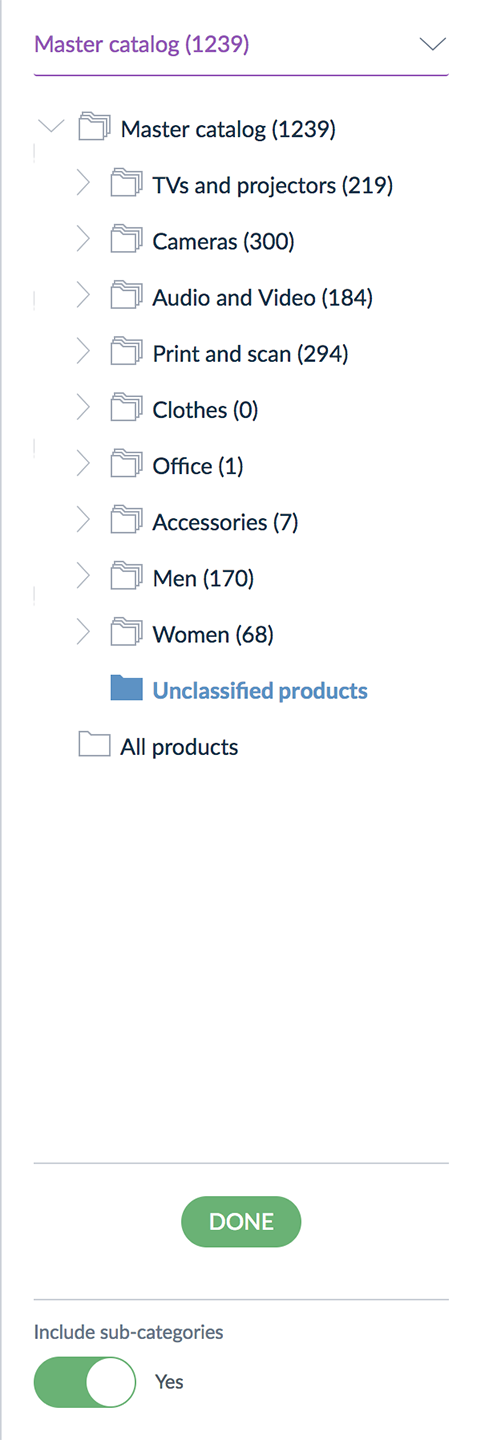 Master catalog (1239)
Master catalog (1239)
TVs and projectors (219)
Cameras (300)
Audio and Video (184)
Print and scan (294)
Clothes (0)
Office (1)
Accessories (7)
Men (170)
Women (68)
Unclassified products
All products
DONE
Include sub-categories
Yes